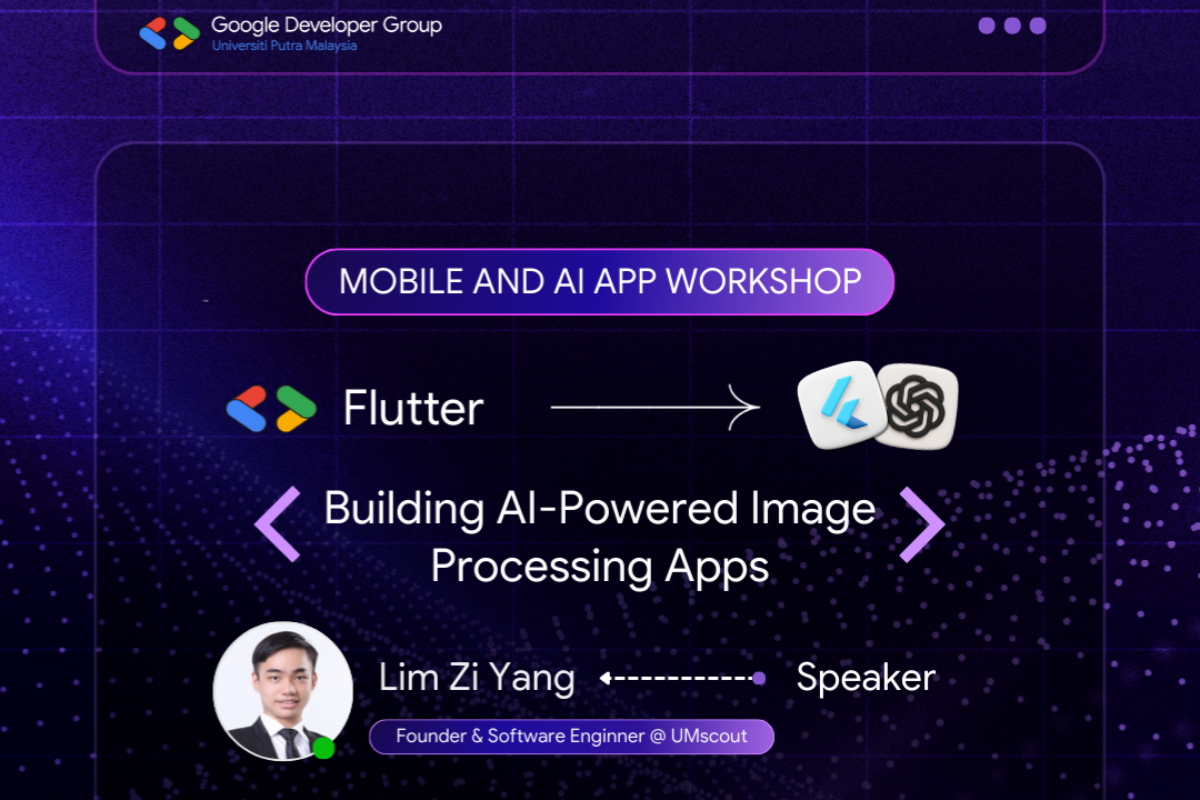 Google Developer Group
Universiti Putra Malaysia
MOBILE AND AI APP WORKSHOP
Flutter
Building AI-Powered Image
Processing Apps
Lim Zi Yang
Speaker
Founder & Software Enginner @ UMscout